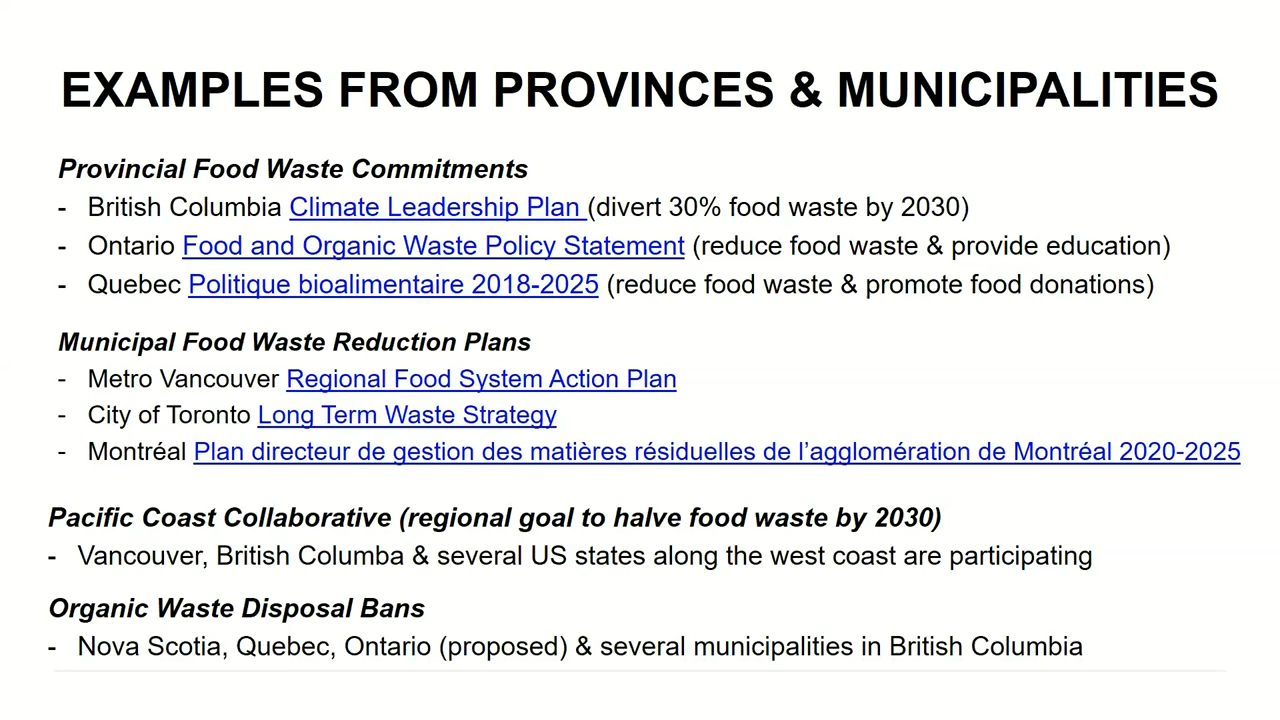 EXAMPLES FROM PROVINCES & MUNICIPALITIES
Provincial Food Waste Commitments
- British Columbia Climate Leadership Plan (divert 30% food waste by 2030)
- Ontario Food and Organic Waste Policy Statement (reduce food waste & provide education)
- Quebec Politique bioalimentaire 2018-2025 (reduce food waste & promote food donations)
Municipal Food Waste Reduction Plans
- Metro Vancouver Regional Food System Action Plan
- City of Toronto Long Term Waste Strategy
- Montréal Plan directeur de gestion des matières résiduelles de l’agglomération de Montréal 2020-2025
Pacific Coast Collaborative (regional goal to halve food waste by 2030)
- Vancouver, British Columba & several US states along the west coast are participating
Organic Waste Disposal Bans
- Nova Scotia, Quebec, Ontario (proposed) & several municipalities in British Columbia